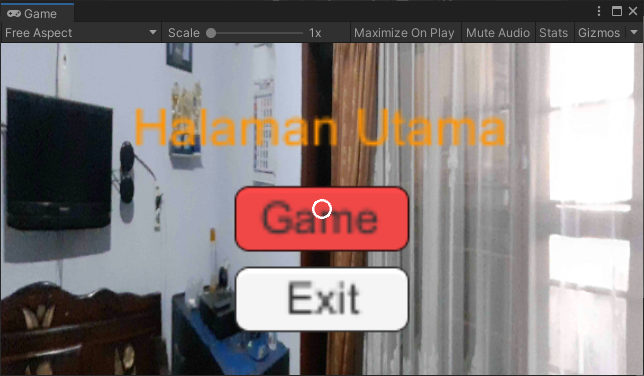 Game
Free Aspect Scale 1x Maximize On Play Mute Audio Stats Gizmos
Halaman Utama
Game
Exit